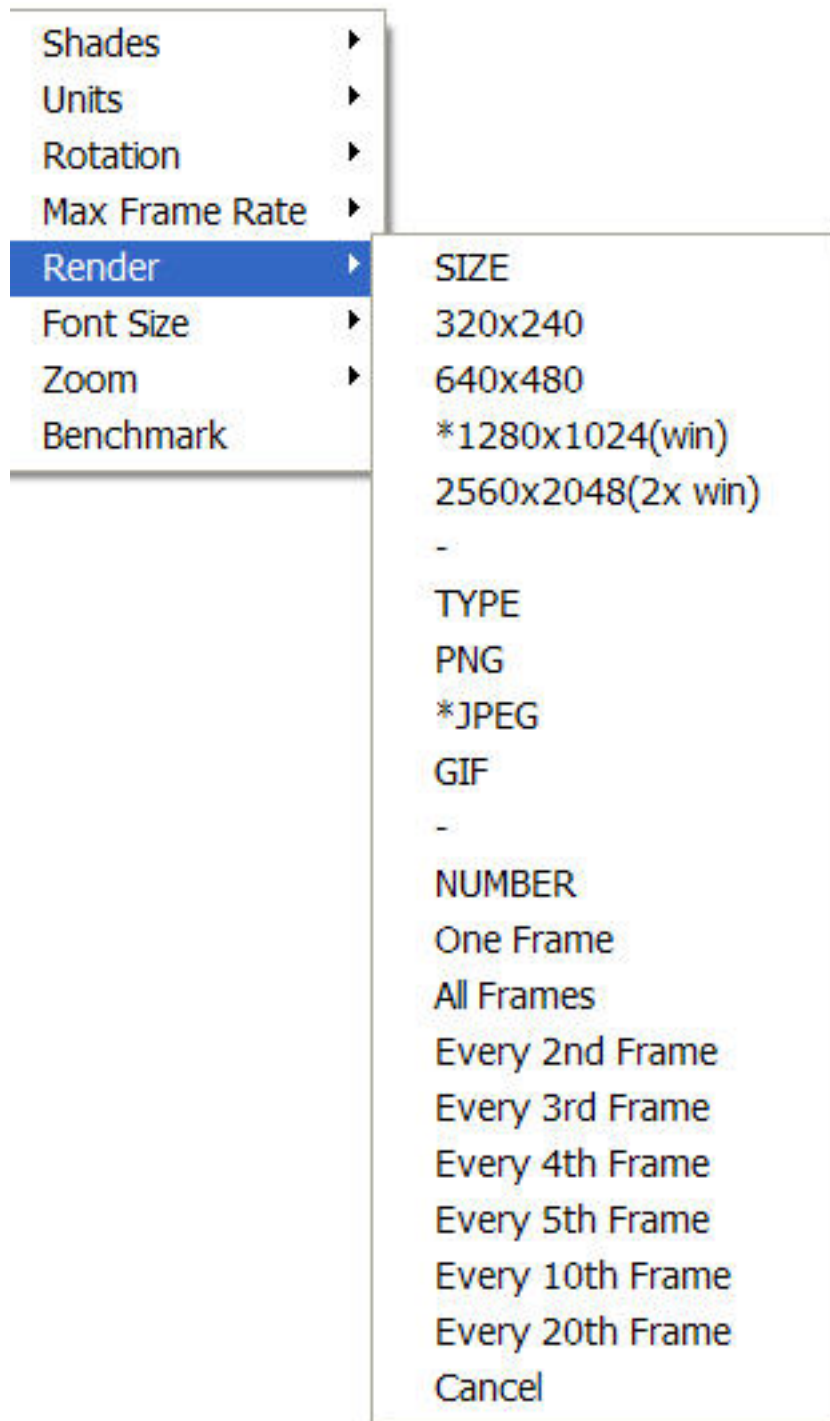 Shades
Units
Rotation
Max Frame Rate
Render
Font Size
Zoom
Benchmark
SIZE
320x240
640x480
*1280x1024(win)
2560x2048(2x win)
-
TYPE
PNG
*JPEG
GIF
-
NUMBER
One Frame
All Frames
Every 2nd Frame
Every 3rd Frame
Every 4th Frame
Every 5th Frame
Every 10th Frame
Every 20th Frame
Cancel